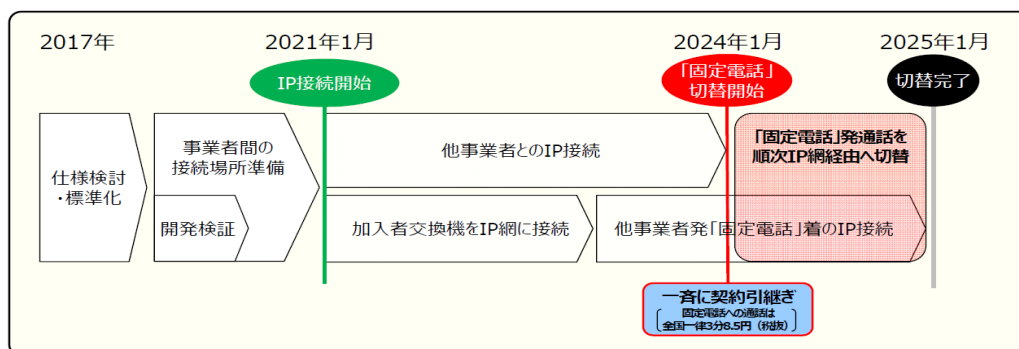 2017年
2021年1月
2024年1月
2025年1月
IP接続開始
「固定電話」
切替開始
切替完了
仕様検討
・標準化
事業者間の
接続場所準備
開発検証
他事業者とのIP接続
加入者交換機をIP網に接続
他事業者発「固定電話」着のIP接続
「固定電話」発通話を
順次IP網経由へ切替
一斉に契約引継ぎ
固定電話への通話は
全国一律3分8.5円（税抜）